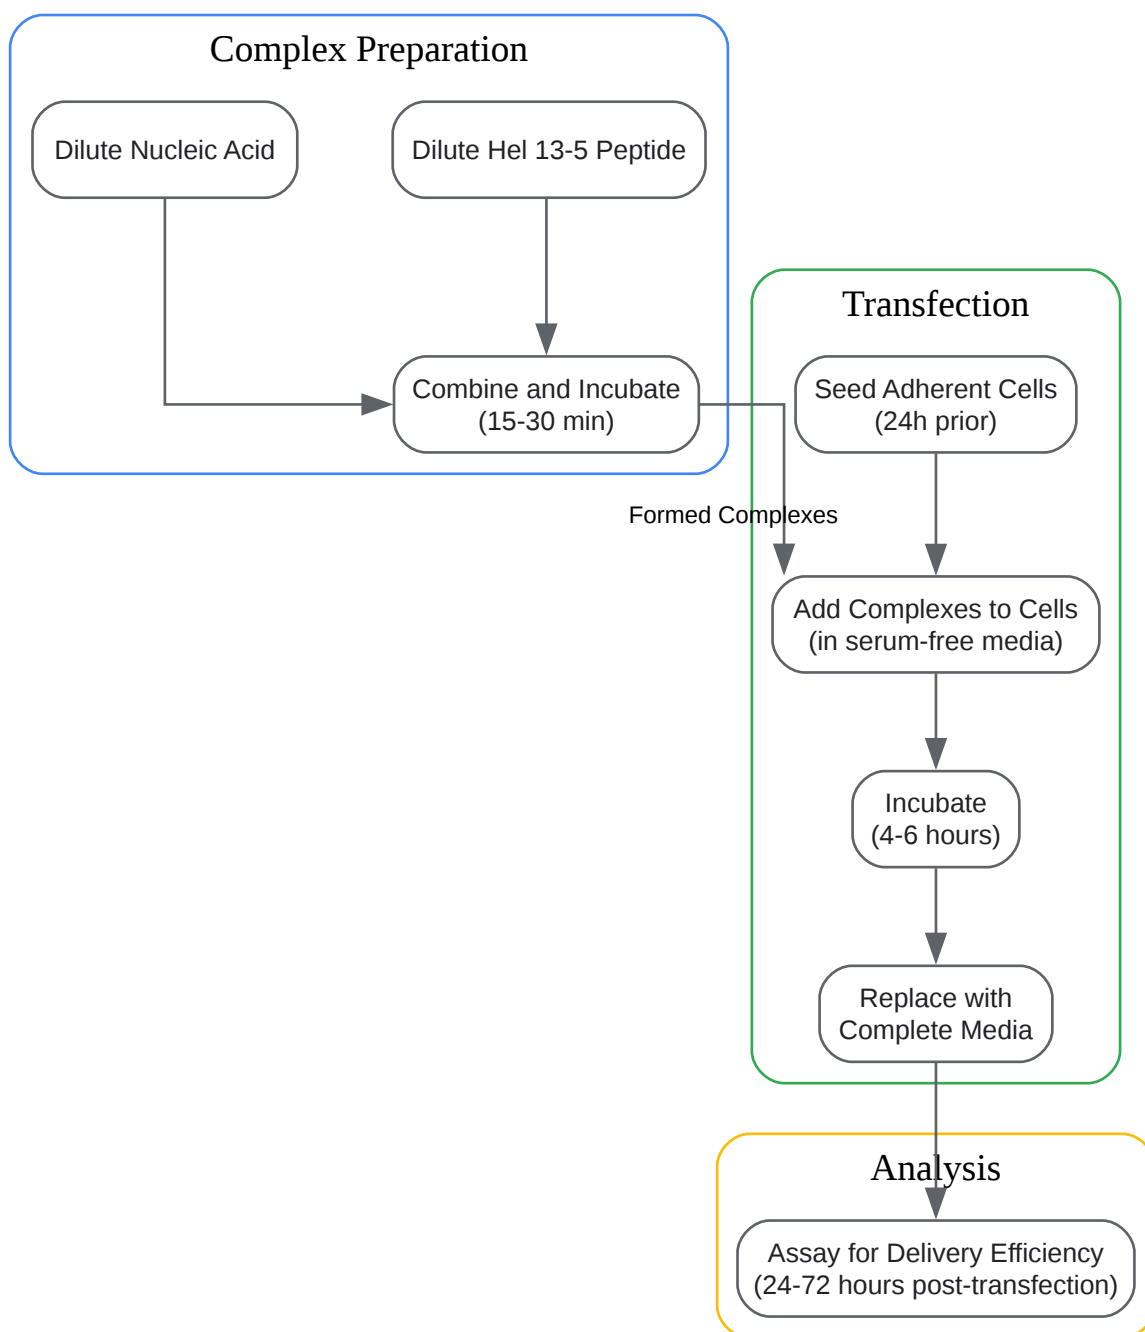 Complex Preparation
Dilute Nucleic Acid
Dilute Hel 13-5 Peptide
Combine and Incubate
(15-30 min)
Formed Complexes
Transfection
Seed Adherent Cells
(24h prior)
Add Complexes to Cells
(in serum-free media)
Incubate
(4-6 hours)
Replace with
Complete Media
Analysis
Assay for Delivery Efficiency
(24-72 hours post-transfection)